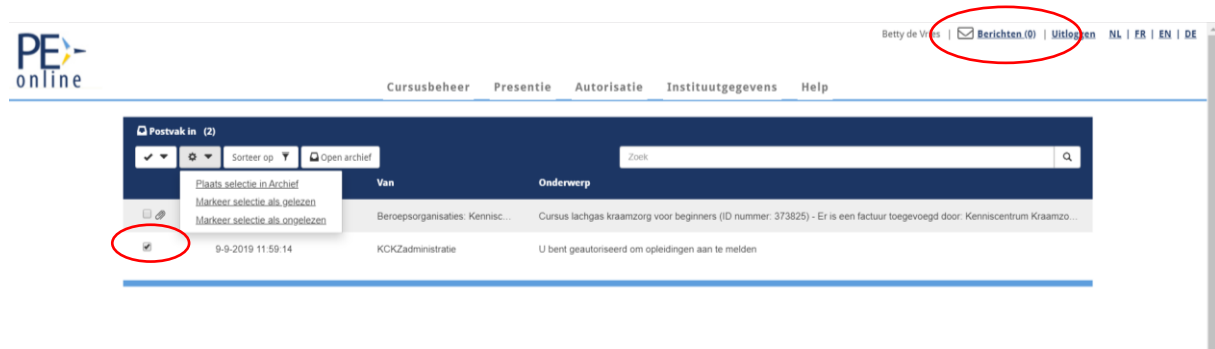 Betty de Vries | Berichten (0) | Uitloggen NL | FR | EN | DE
PE
online
Cursusbeheer Presentie Autorisatie Instituutgegevens Help
Postvak in (2)
Sorteer op Open archief Zoek
Plaats selectie in Archief
Markeer selectie als gelezen
Markeer selectie als ongelezen
Van Onderwerp
Beroepsorganisaties: Kennisc... Cursus lachgas kraamzorg voor beginners (ID nummer: 373825) - Er is een factuur toegevoegd door: Kenniscentrum Kraamzo...
9-9-2019 11:59:14 KCKZadministratie U bent geautoriseerd om opleidingen aan te melden